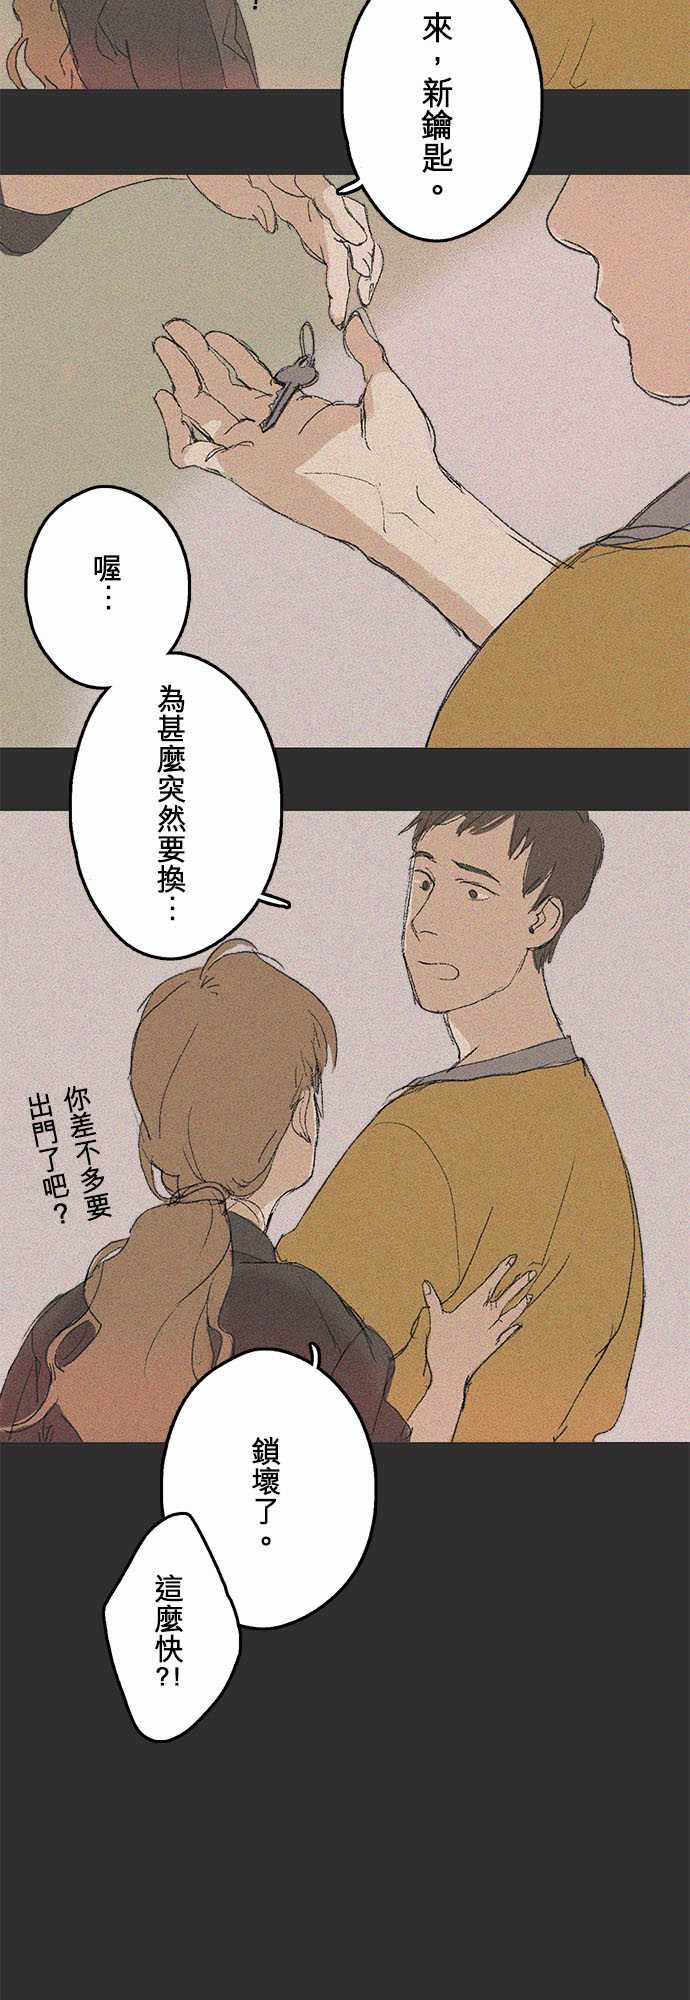 來，新鑰匙。
喔⋯
為甚麼突然要換⋯
你差不多要
出門了吧？
鎖壞了。
這麼快?!